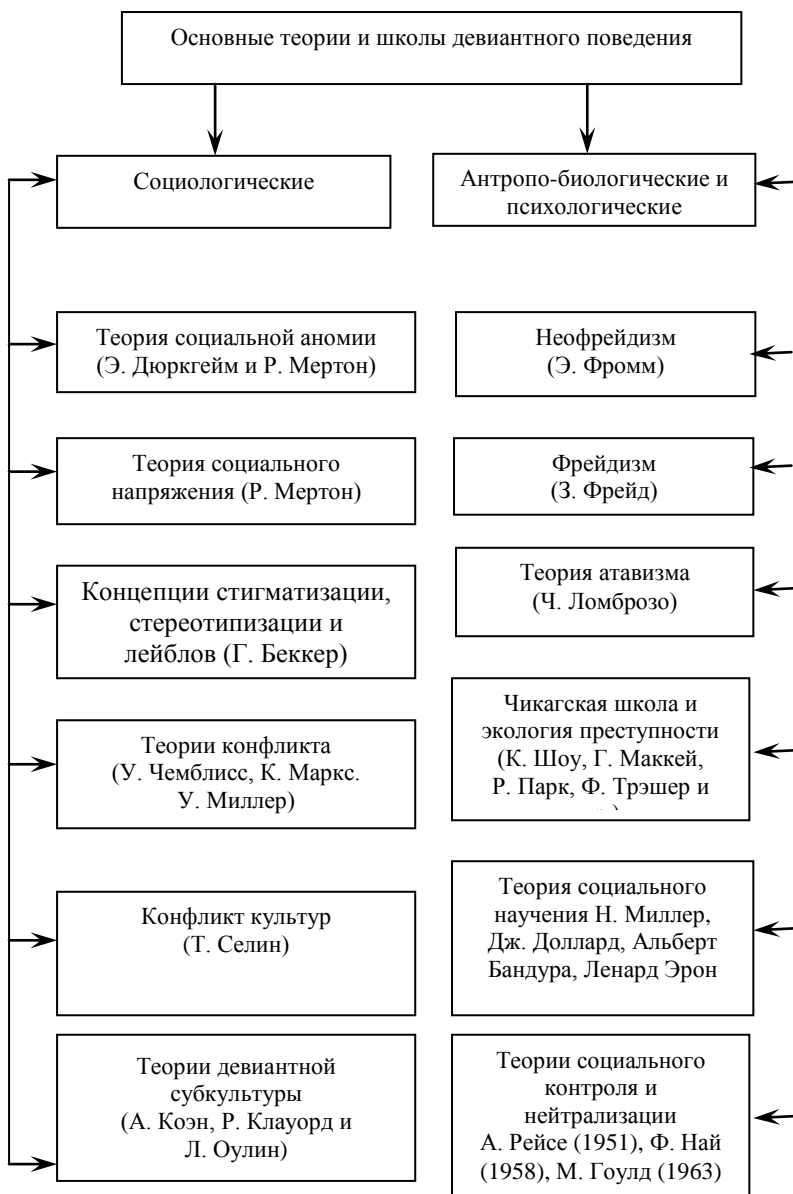 Основные теории и школы девиантного поведения
Социологические
Антропо-биологические и
психологические
Теория социальной аномии
(Э. Дюркгейм и Р. Мертон)
Неофрейдизм
(Э. Фромм)
Теория социального
напряжения (Р. Мертон)
Фрейдизм
(З. Фрейд)
Концепции стигматизации,
стереотипизации и
лейблов (Г. Беккер)
Теория атавизма
(Ч. Ломброзо)
Теории конфликта
(У. Чемблисс, К. Маркс.
У. Миллер)
Чикагская школа и
экология преступности
(К. Шоу, Г. Маккей,
Р. Парк, Ф. Трэшер и
Конфликт культур
(Т. Селин)
Теория социального
научения Н. Миллер,
Дж. Доллард, Альберт
Бандура, Ленард Эрон
Теории девиантной
субкультуры
(А. Коэн, Р. Клауорд и
Л. Оулин)
Теории социального
контроля и
нейтрализации
А. Рейсе (1951), Ф. Най
(1958), М. Гоулд (1963)